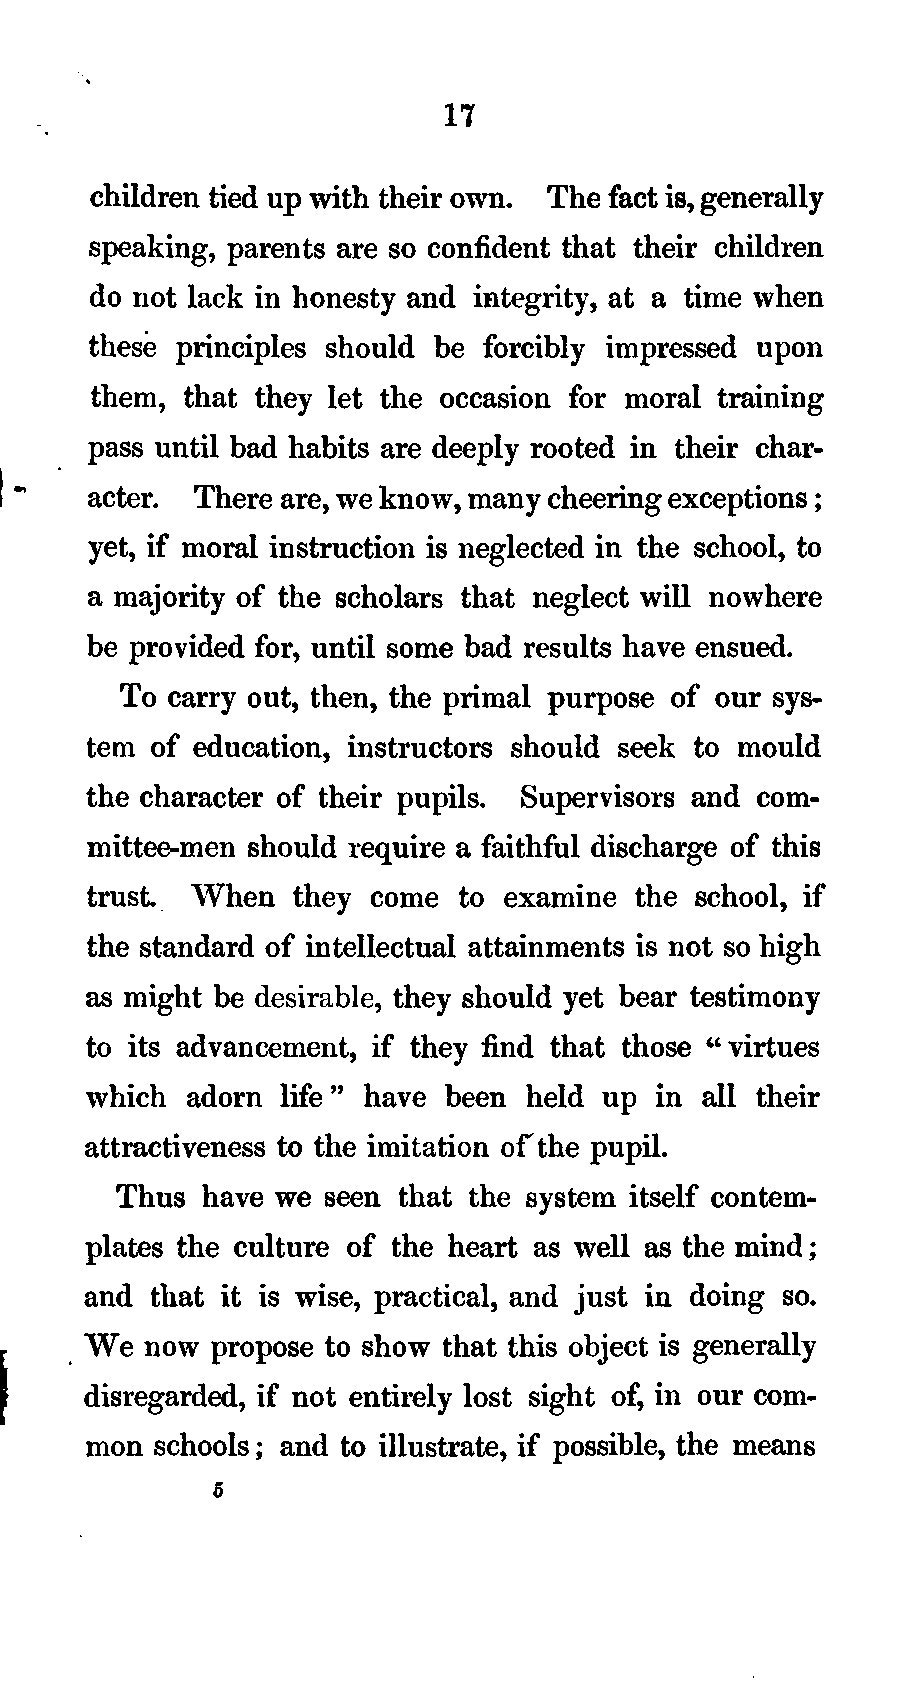 17
children tied up with their own. The fact is, generally
speaking, parents are so confident that their children
do not lack in honesty and integrity, at a time when
these principles should be forcibly impressed upon
them, that they let the occasion for moral training
pass until bad habits are deeply rooted in their char-
acter. There are, we know, many cheering exceptions;
yet, if moral instruction is neglected in the school, to
a majority of the scholars that neglect will nowhere
be provided for, until some bad results have ensued.
To carry out, then, the primal purpose of our sys-
tem of education, instructors should seek to mould
the character of their pupils. Supervisors and com-
mittee-men should require a faithful discharge of this
trust. When they come to examine the school, if
the standard of intellectual attainments is not so high
as might be desirable, they should yet bear testimony
to its advancement, if they find that those “virtues
which adorn life” have been held up in all their
attractiveness to the imitation of the pupil.
Thus have we seen that the system itself contem-
plates the culture of the heart as well as the mind;
and that it is wise, practical, and just in doing so.
We now propose to show that this object is generally
disregarded, if not entirely lost sight of, in our com-
mon schools; and to illustrate, if possible, the means
5